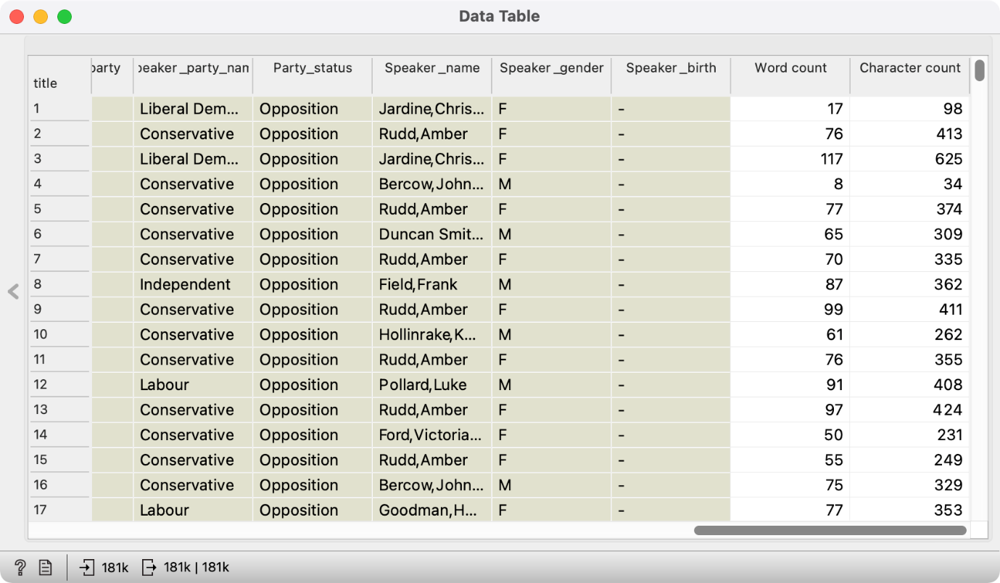 Data Table
title party peaker_party_nam Party_status Speaker_name Speaker_gender Speaker_birth Word count Character count
1 Liberal Dem... Opposition Jardine,Chris... F - 17 98
2 Conservative Opposition Rudd,Amber F - 76 413
3 Liberal Dem... Opposition Jardine,Chris... F - 117 625
4 Conservative Opposition Bercow,John... M - 8 34
5 Conservative Opposition Rudd,Amber F - 77 374
6 Conservative Opposition Duncan Smit... M - 65 309
7 Conservative Opposition Rudd,Amber F - 70 335
8 Independent Opposition Field,Frank M - 87 362
9 Conservative Opposition Rudd,Amber F - 99 411
10 Conservative Opposition Hollinrake,K... M - 61 262
11 Conservative Opposition Rudd,Amber F - 76 355
12 Labour Opposition Pollard,Luke M - 91 408
13 Conservative Opposition Rudd,Amber F - 97 424
14 Conservative Opposition Ford,Victoria... F - 50 231
15 Conservative Opposition Rudd,Amber F - 55 249
16 Conservative Opposition Bercow,John... M - 75 329
17 Labour Opposition Goodman,H... F - 77 353
? 181k 181k | 181k